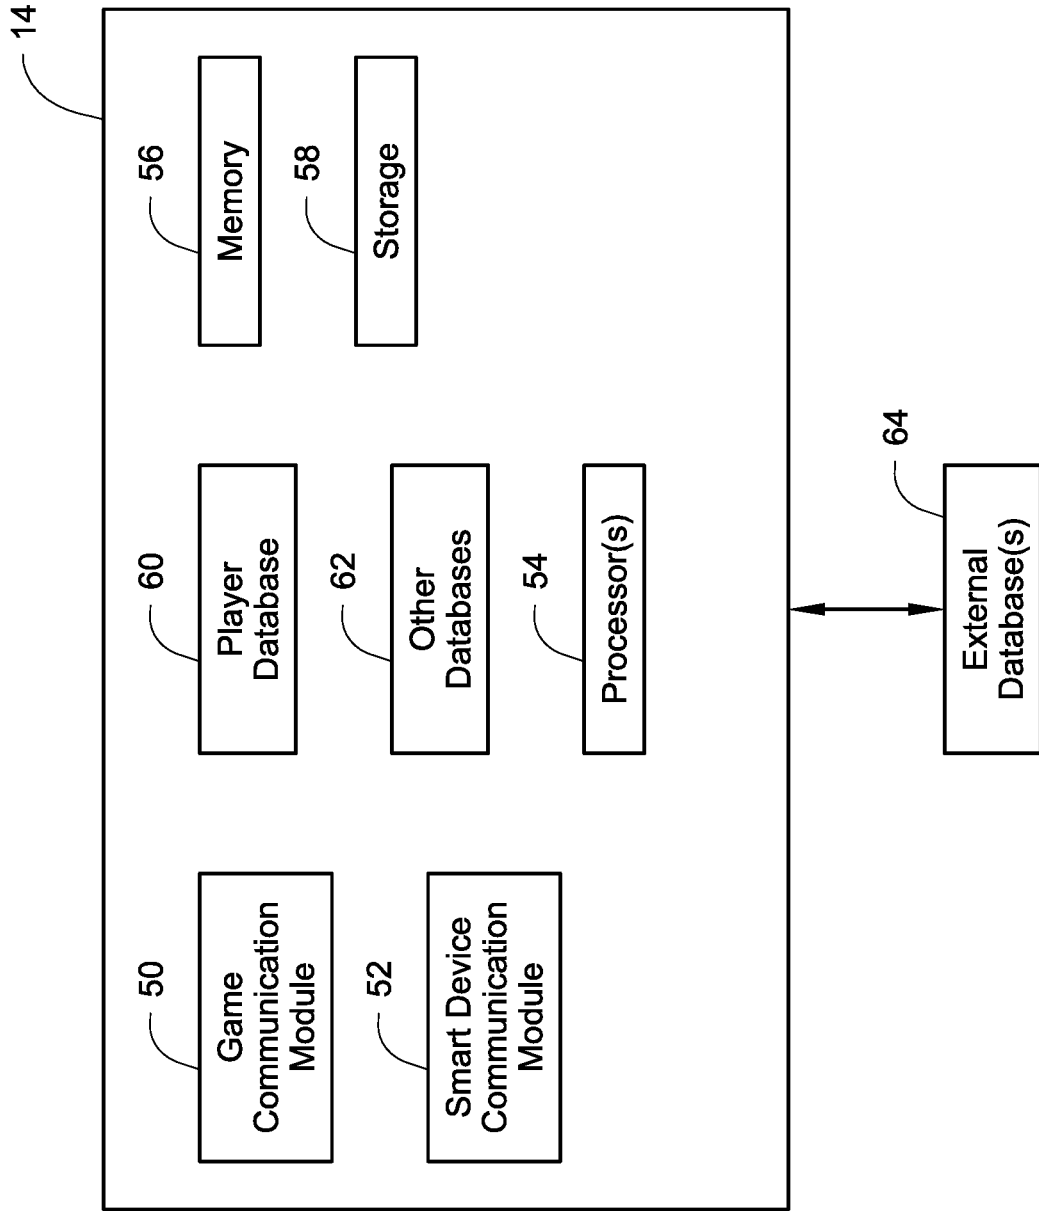 14
50
Game
Communication
Module
52
Smart Device
Communication
Module
60
Player
Database
62
Other
Databases
54
Processor(s)
56
Memory
58
Storage
64
External
Database(s)